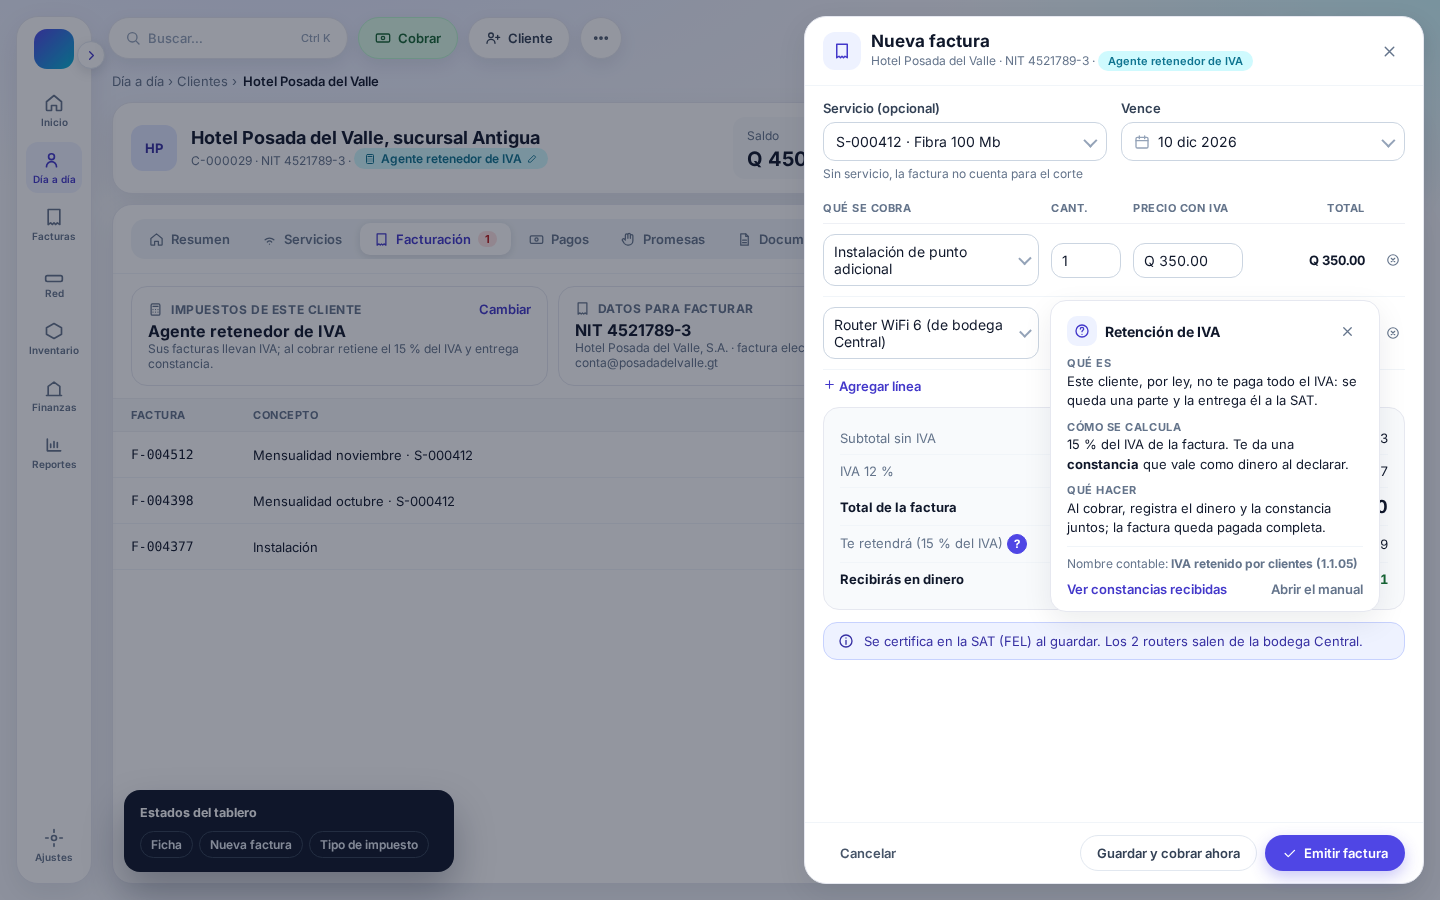 Buscar...
Ctrl K
Cobrar
Cliente
Día a día › Clientes › Hotel Posada del Valle
Inicio
Día a día
Facturas
Red
Inventario
Finanzas
Reportes
Ajustes
HP
Hotel Posada del Valle, sucursal Antigua
C-000029 · NIT 4521789-3 · Agente retenedor de IVA
Saldo
Q 450
Resumen
Servicios
Facturación 1
Pagos
Promesas
Docum
IMPUESTOS DE ESTE CLIENTE
Cambiar
Agente retenedor de IVA
Sus facturas llevan IVA; al cobrar retiene el 15 % del IVA y entrega
constancia.
DATOS PARA FACTURAR
NIT 4521789-3
Hotel Posada del Valle, S.A. · factura elec
conta@posadadelvalle.gt
FACTURA CONCEPTO
F-004512 Mensualidad noviembre · S-000412
F-004398 Mensualidad octubre · S-000412
F-004377 Instalación
Estados del tablero
Ficha
Nueva factura
Tipo de impuesto
Nueva factura
Hotel Posada del Valle · NIT 4521789-3 · Agente retenedor de IVA
Servicio (opcional)
S-000412 · Fibra 100 Mb
Sin servicio, la factura no cuenta para el corte
Vence
10 dic 2026
QUÉ SE COBRA CANT. PRECIO CON IVA TOTAL
Instalación de punto
adicional
1
Q 350.00
Q 350.00
Router WiFi 6 (de bodega
Central)
+ Agregar línea
Subtotal sin IVA 3
IVA 12 % 7
Total de la factura 0
Te retendrá (15 % del IVA) ? 9
Recibirás en dinero 1
Retención de IVA
QUÉ ES
Este cliente, por ley, no te paga todo el IVA: se
queda una parte y la entrega él a la SAT.
CÓMO SE CALCULA
15 % del IVA de la factura. Te da una
constancia que vale como dinero al declarar.
QUÉ HACER
Al cobrar, registra el dinero y la constancia
juntos; la factura queda pagada completa.
Nombre contable: IVA retenido por clientes (1.1.05)
Ver constancias recibidas
Abrir el manual
Se certifica en la SAT (FEL) al guardar. Los 2 routers salen de la bodega Central.
Cancelar
Guardar y cobrar ahora
Emitir factura